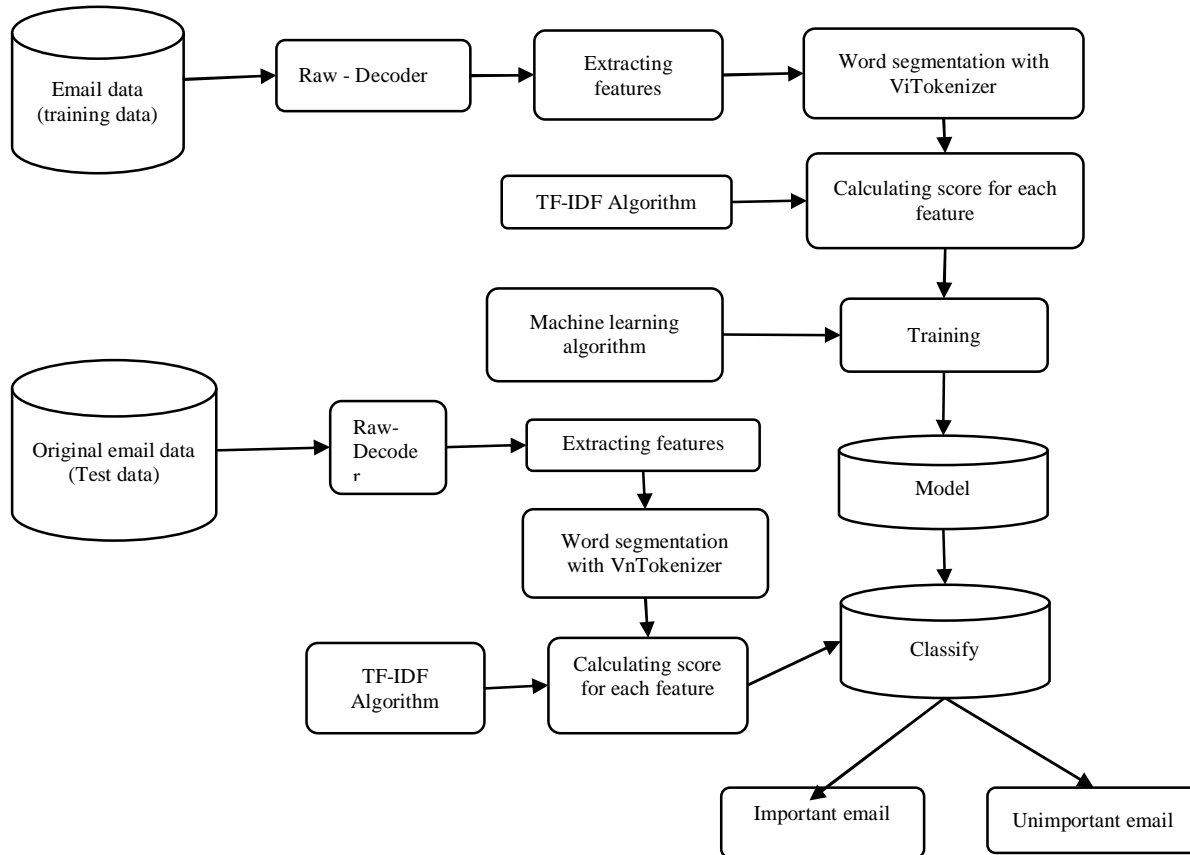 Email data
(training data)
Raw - Decoder
Extracting
features
Word segmentation with
ViTokenizer
TF-IDF Algorithm
Calculating score for each
feature
Machine learning
algorithm
Training
Original email data
(Test data)
Raw-
Decode
r
Extracting features
Model
Word segmentation
with VnTokenizer
TF-IDF
Algorithm
Calculating score
for each feature
Classify
Important email
Unimportant email